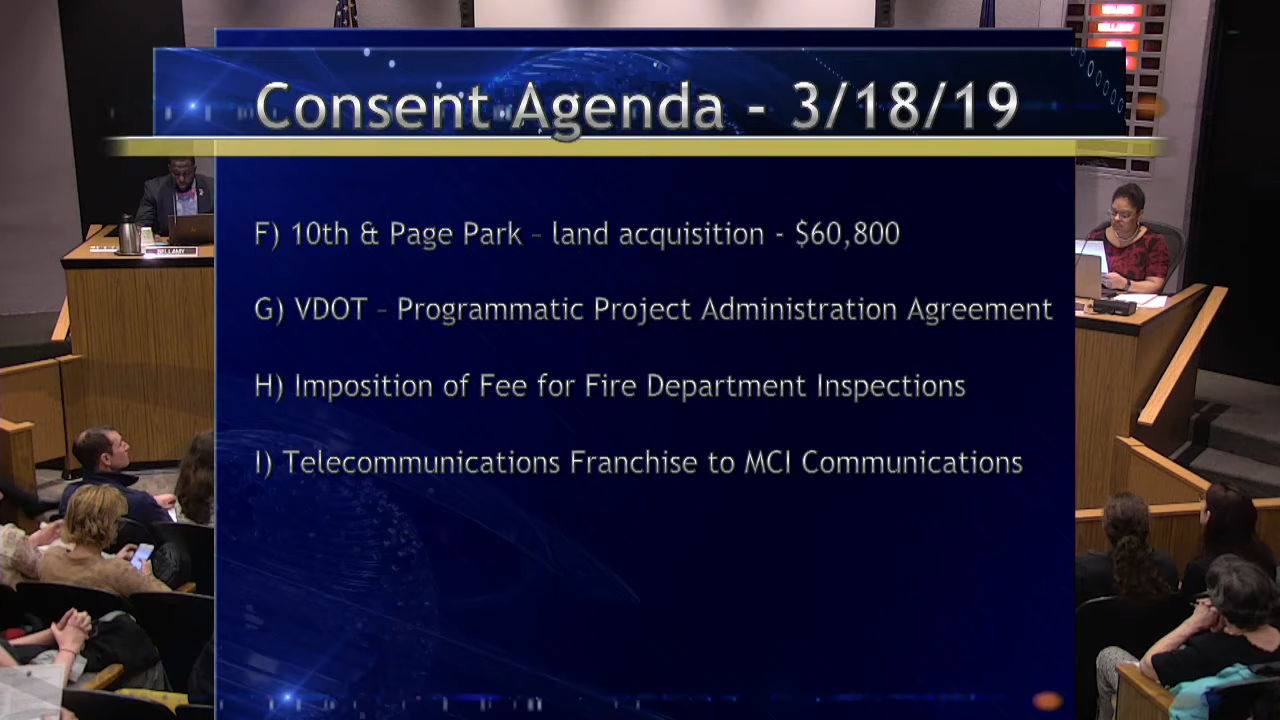 Consent Agenda - 3/18/19
BELLAMY
F) 10th & Page Park - land acquisition - $60,800
G) VDOT - Programmatic Project Administration Agreement
H) Imposition of Fee for Fire Department Inspections
I) Telecommunications Franchise to MCI Communications